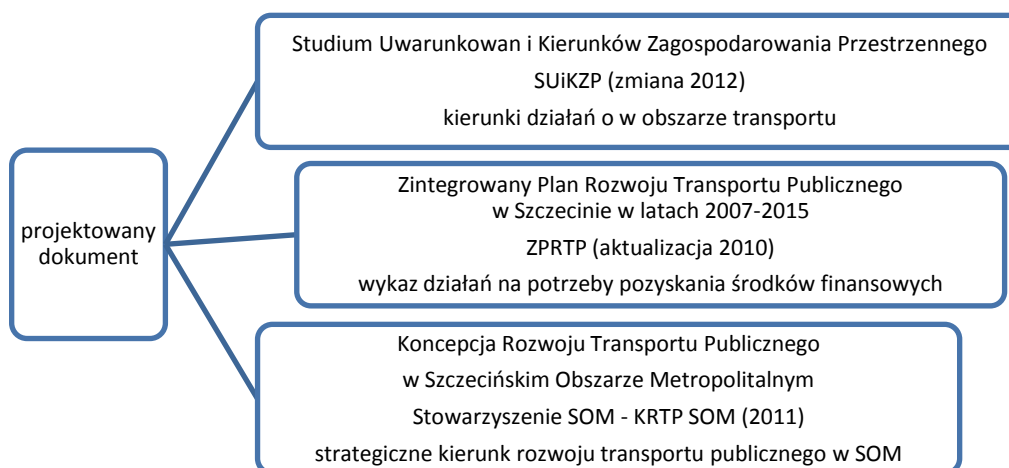 Studium Uwarunkowan i Kierunków Zagospodarowania Przestrzennego
SUiKZP (zmiana 2012)
kierunki działań o w obszarze transportu
projektowany
dokument
Zintegrowany Plan Rozwoju Transportu Publicznego
w Szczecinie w latach 2007-2015
ZPRTP (aktualizacja 2010)
wykaz działań na potrzeby pozyskania środków finansowych
Koncepcja Rozwoju Transportu Publicznego
w Szczecińskim Obszarze Metropolitalnym
Stowarzyszenie SOM - KRTP SOM (2011)
strategiczne kierunk rozwoju transportu publicznego w SOM